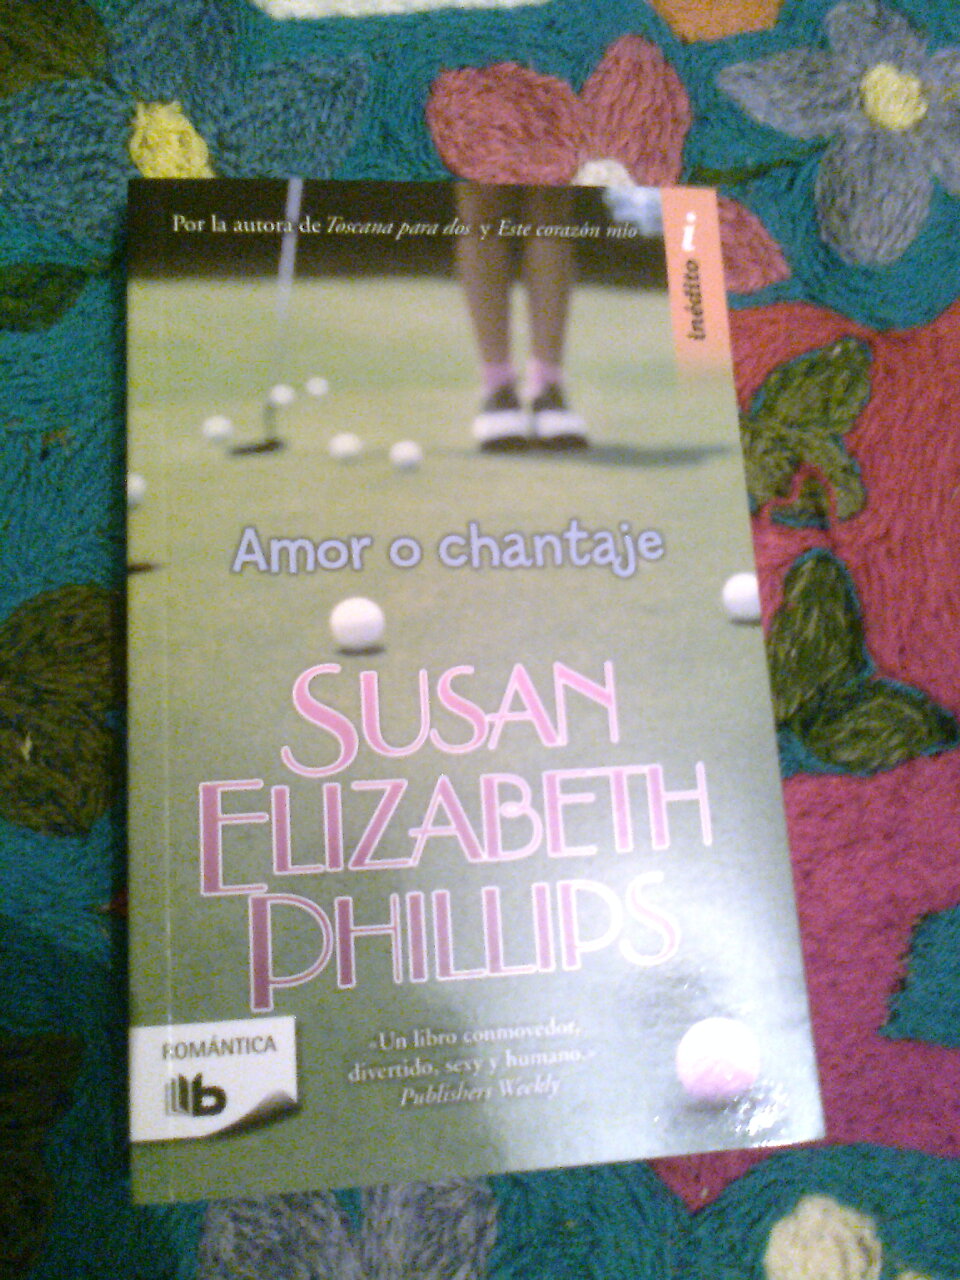 Por la autora de Toscana para dos y Este corazón mío
inédito
Amor o chantaje
SUSAN
ELIZABETH
PHILLIPS
ROMÁNTICA
b
«Un libro conmovedor,
divertido, sexy y humano.»
Publishers Weekly